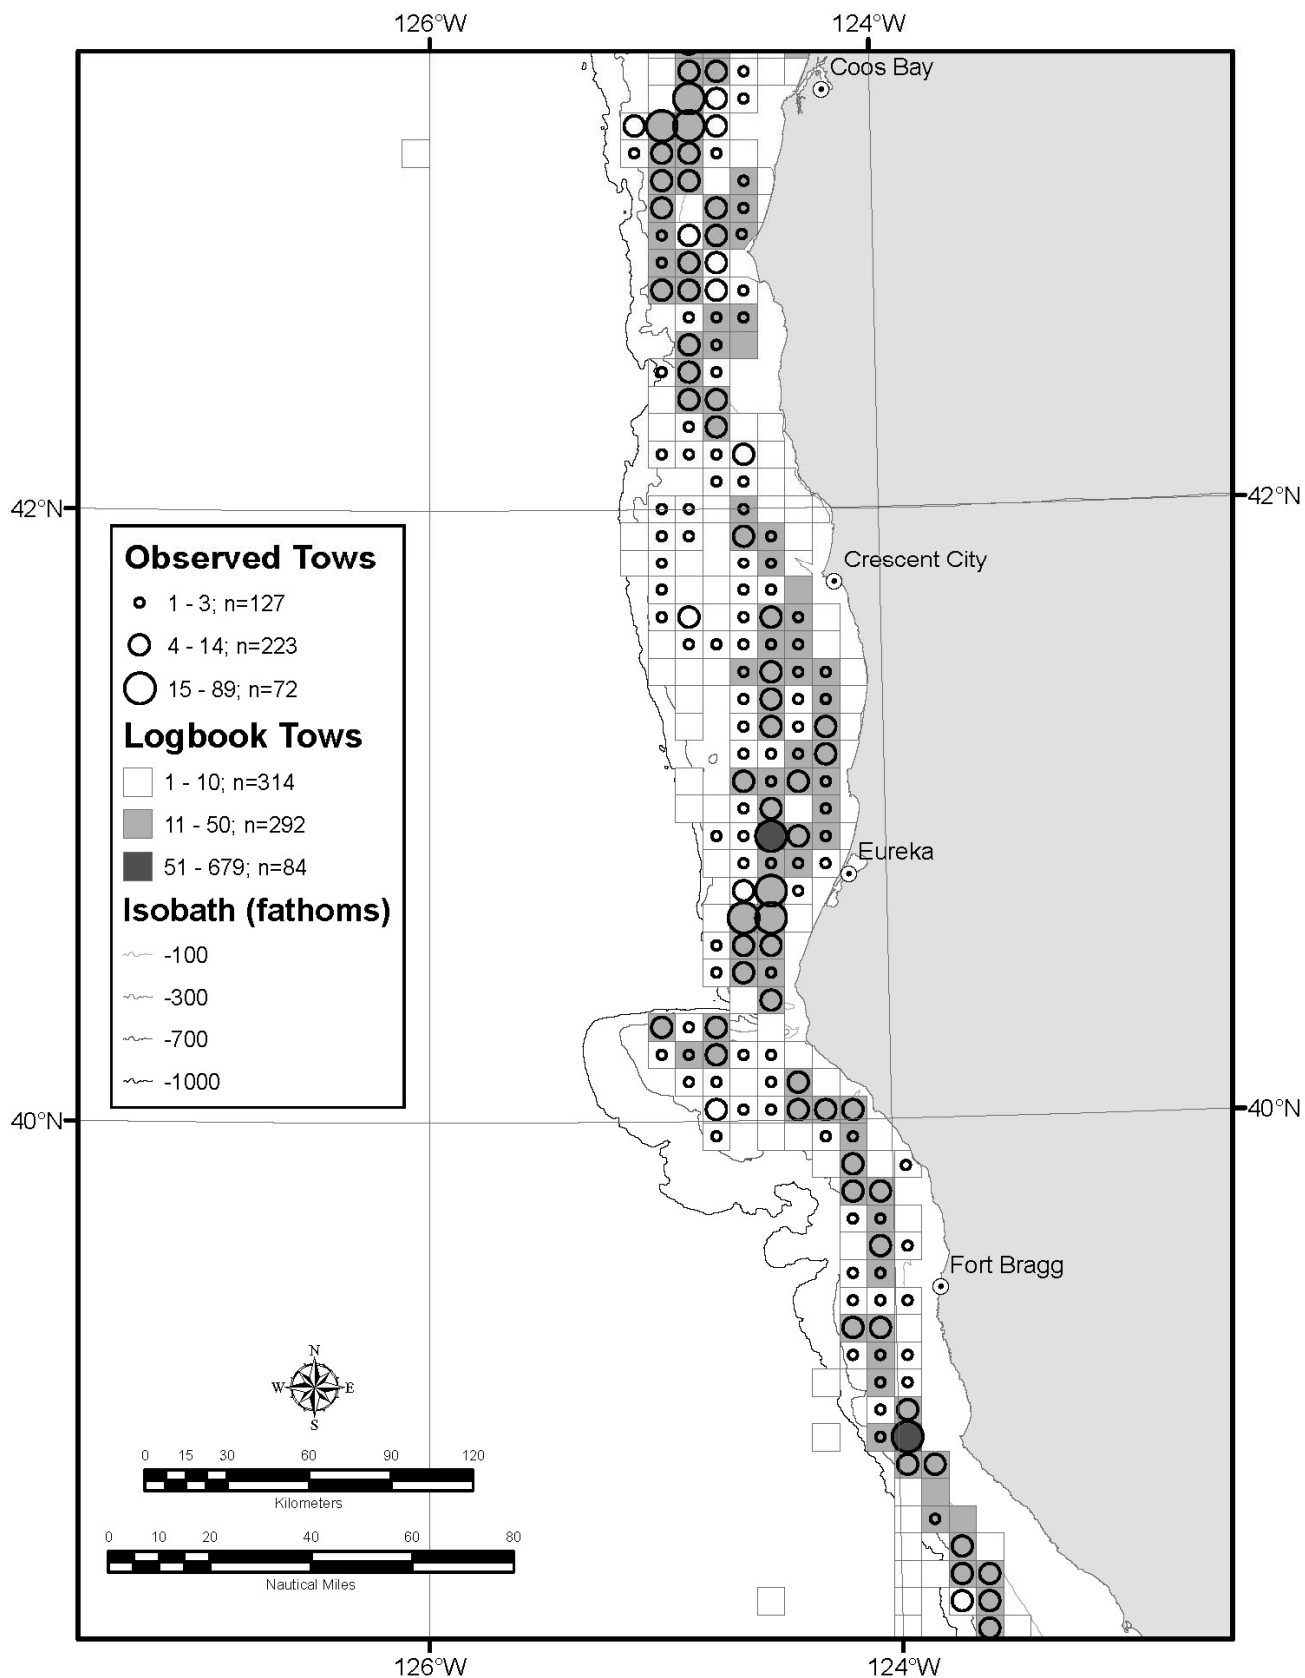 126°W 124°W
Coos Bay
42°N 42°N
Observed Tows
1 - 3; n=127
4 - 14; n=223
15 - 89; n=72
Logbook Tows
1 - 10; n=314
11 - 50; n=292
51 - 679; n=84
Isobath (fathoms)
-100
-300
-700
-1000
Crescent City
Eureka
40°N 40°N
Fort Bragg
N
W E
S
0 15 30 60 90 120
Kilometers
0 10 20 40 60 80
Nautical Miles
126°W 124°W